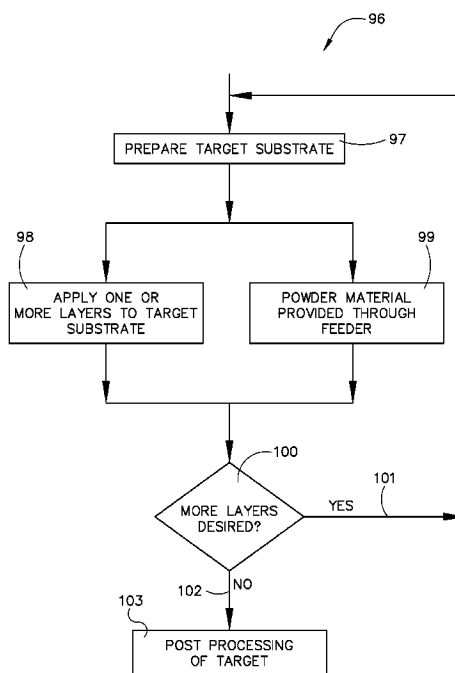 96
PREPARE TARGET SUBSTRATE
97
98
99
APPLY ONE OR
MORE LAYERS TO TARGET
SUBSTRATE
POWDER MATERIAL
PROVIDED THROUGH
FEEDER
100
MORE LAYERS
DESIRED?
YES
101
102
NO
103
POST PROCESSING
OF TARGET